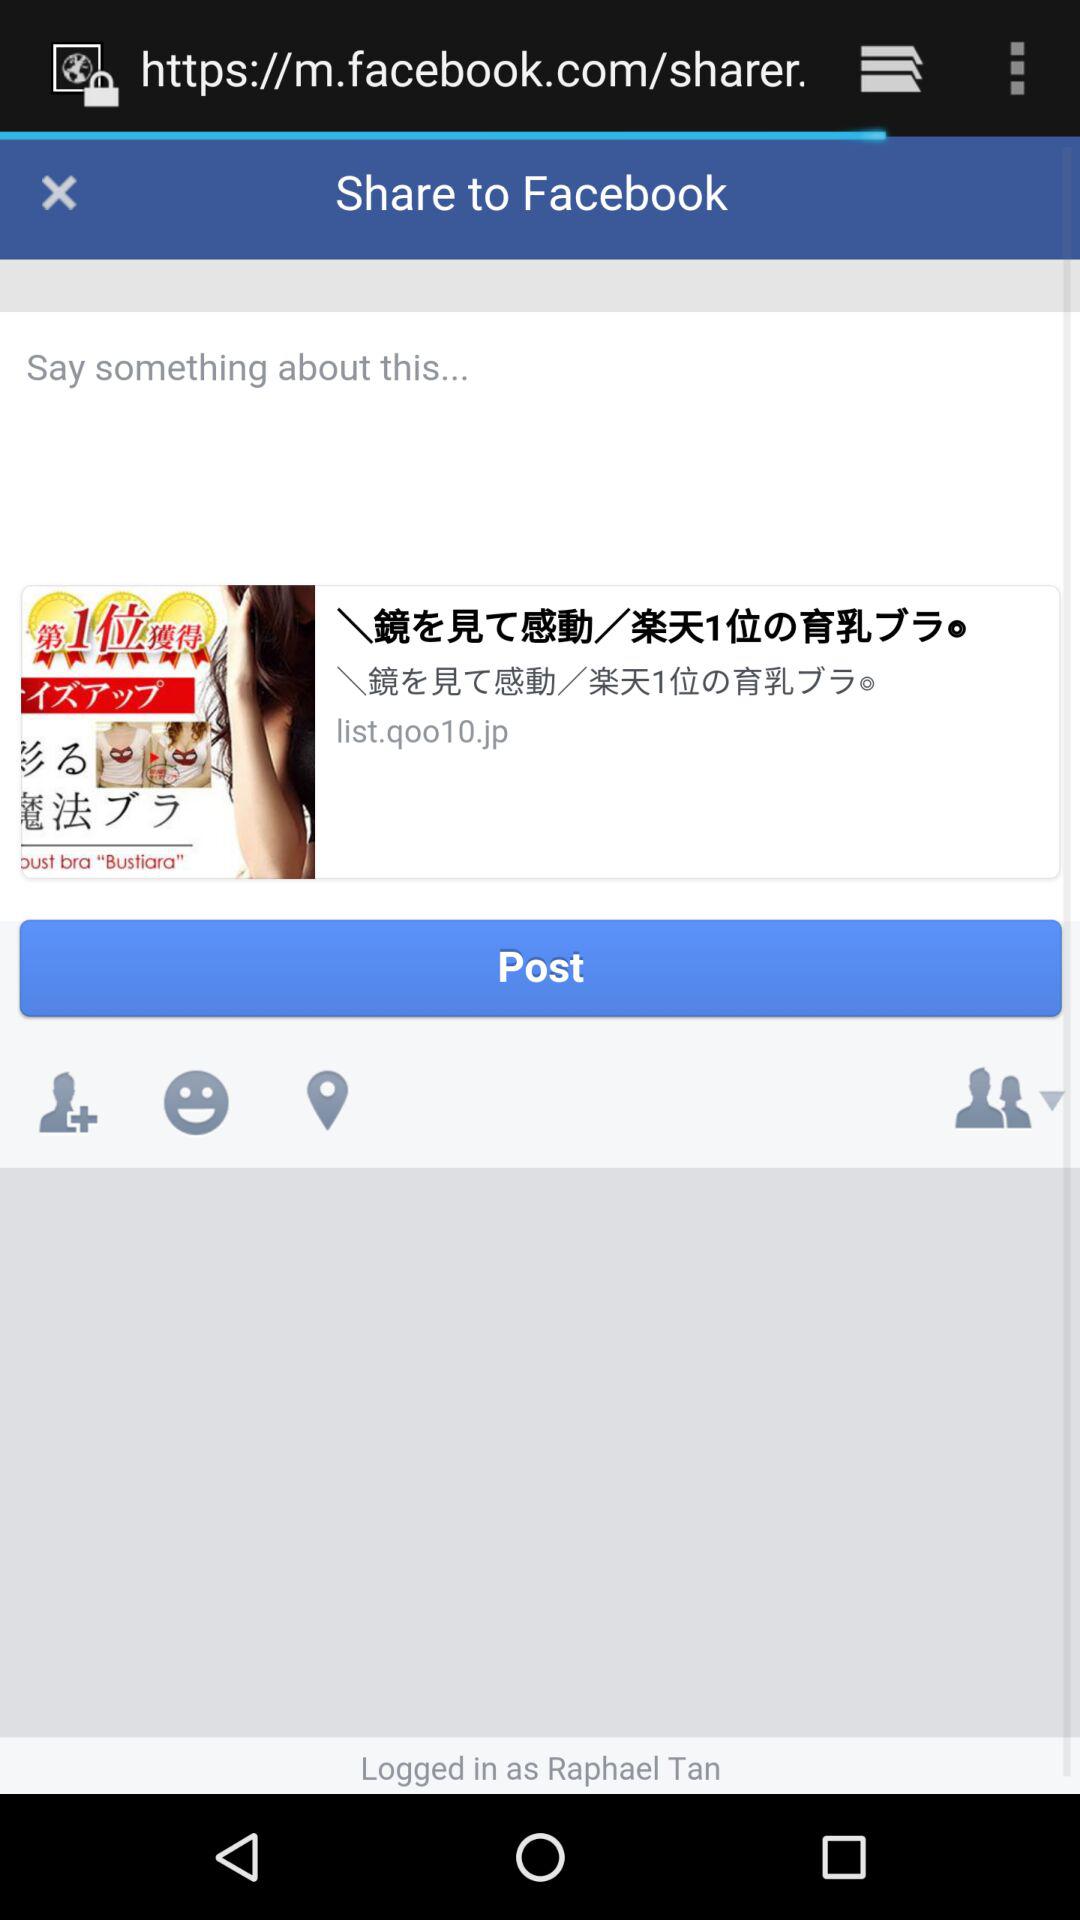 https://m.facebook.com/sharer.
Share to Facebook
Say something about this...
第1位獲得
イズアップ
彩る
魔法ブラ
bust bra “Bustiara”
＼鏡を見て感動／楽天1位の育乳ブラ◎
＼鏡を見て感動／楽天1位の育乳ブラ◎
list.qoo10.jp
Post
Logged in as Raphael Tan